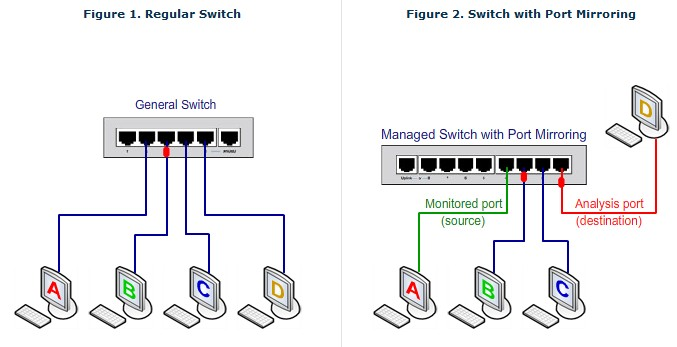 Figure 1. Regular Switch
General Switch
A
B
C
D
Figure 2. Switch with Port Mirroring
D
Managed Switch with Port Mirroring
Uplink
Monitored port
(source)
Analysis port
(destination)
A
B
C